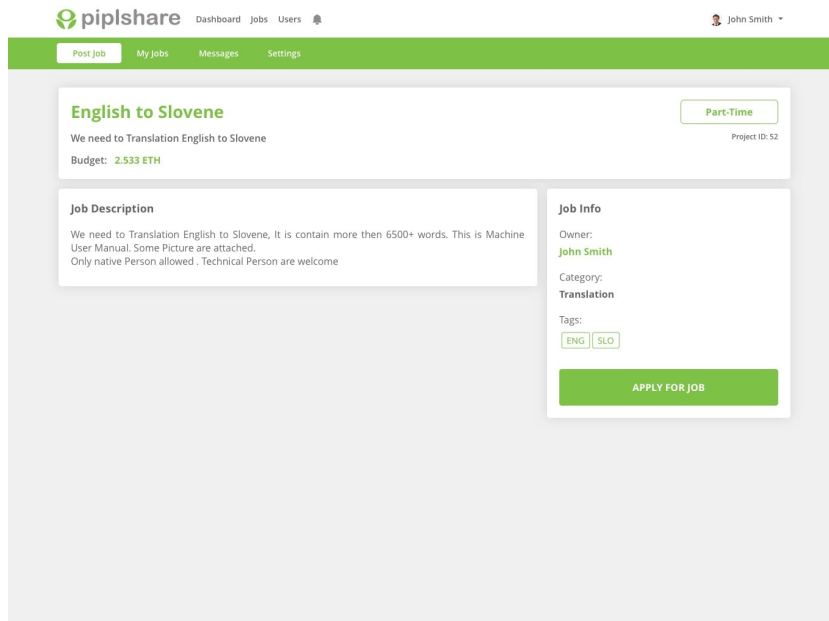 piplshare Dashboard Jobs Users John Smith
Post Job My Jobs Messages Settings
English to Slovene
Part-Time
We need to Translation English to Slovene
Project ID: 52
Budget: 2.533 ETH
Job Description
We need to Translation English to Slovene, It is contain more then 6500+ words. This is Machine
User Manual. Some Picture are attached.
Only native Person allowed . Technical Person are welcome
Job Info
Owner:
John Smith
Category:
Translation
Tags:
ENG SLO
APPLY FOR JOB